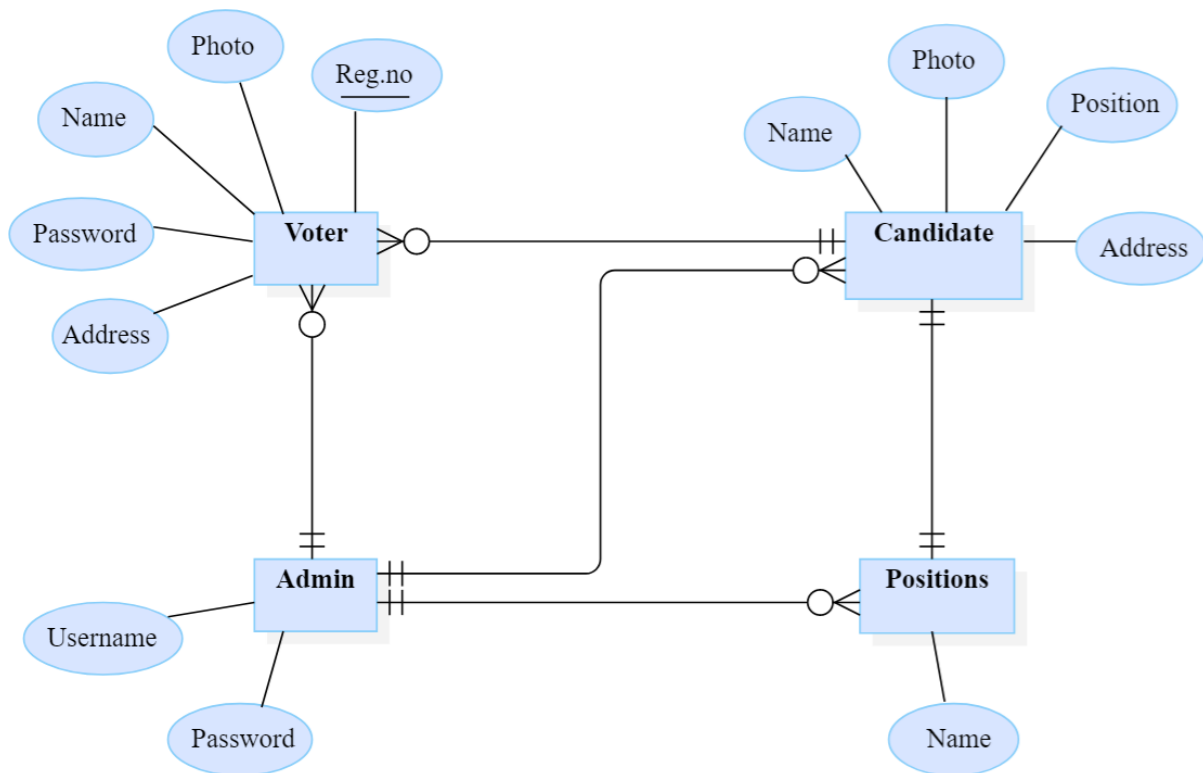 Photo
Reg.no
Name
Password
Address
Voter
Photo
Position
Name
Address
Candidate
Admin
Username
Password
Positions
Name